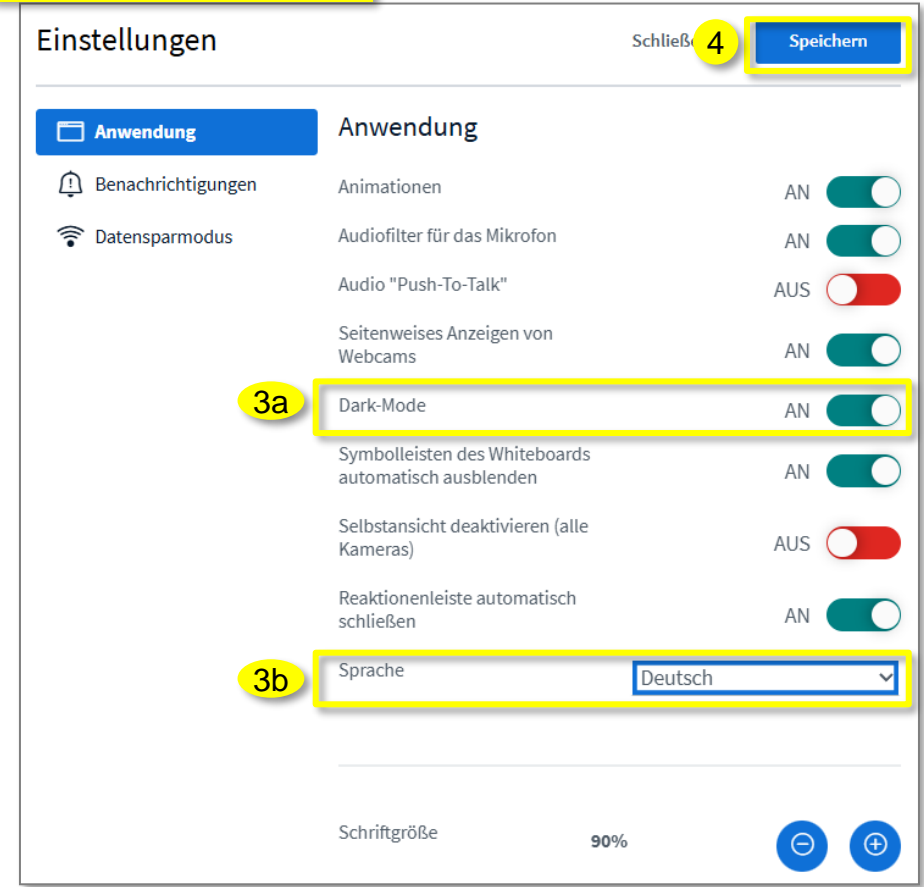 Einstellungen
Schließe
4
Speichern
Anwendung
Benachrichtigungen
Datensparmodus
Anwendung
Animationen
AN
Audiofilter für das Mikrofon
AN
Audio "Push-To-Talk"
AUS
Seitenweises Anzeigen von
Webcams
AN
3a
Dark-Mode
AN
Symbolleisten des Whiteboards
automatisch ausblenden
AN
Selbstansicht deaktivieren (alle
Kameras)
AUS
Reaktionenleiste automatisch
schließen
AN
3b
Sprache
Deutsch
Schriftgröße
90%